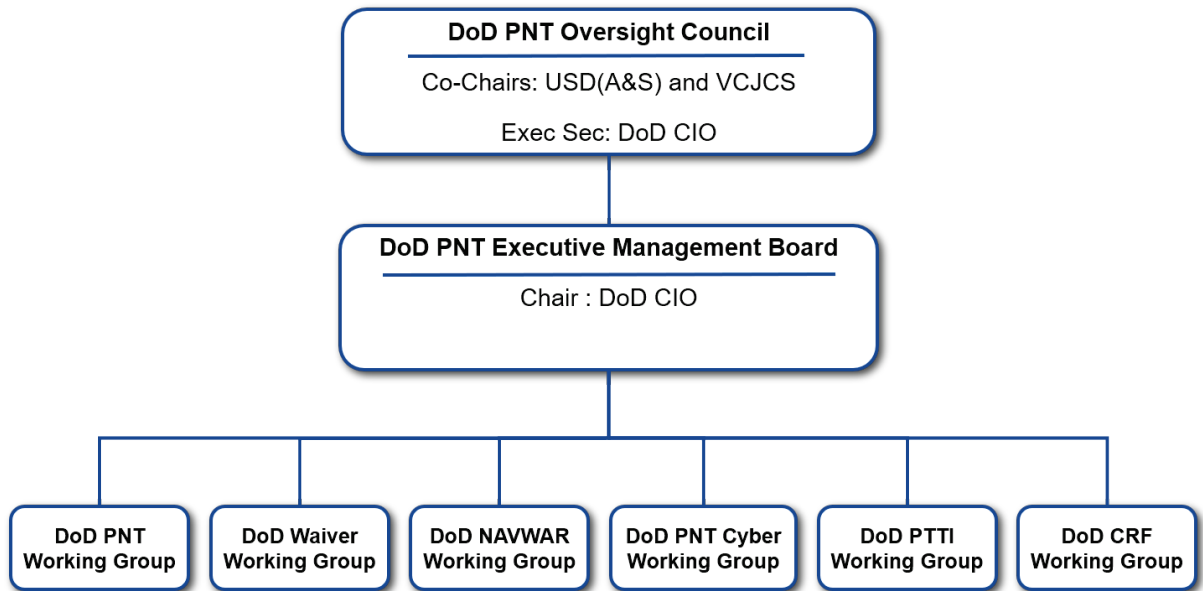 DoD PNT Oversight Council
Co-Chairs: USD(A&S) and VCJCS
Exec Sec: DoD CIO
DoD PNT Executive Management Board
Chair : DoD CIO
DoD PNT
Working Group
DoD Waiver
Working Group
DoD NAVWAR
Working Group
DoD PNT Cyber
Working Group
DoD PTTI
Working Group
DoD CRF
Working Group